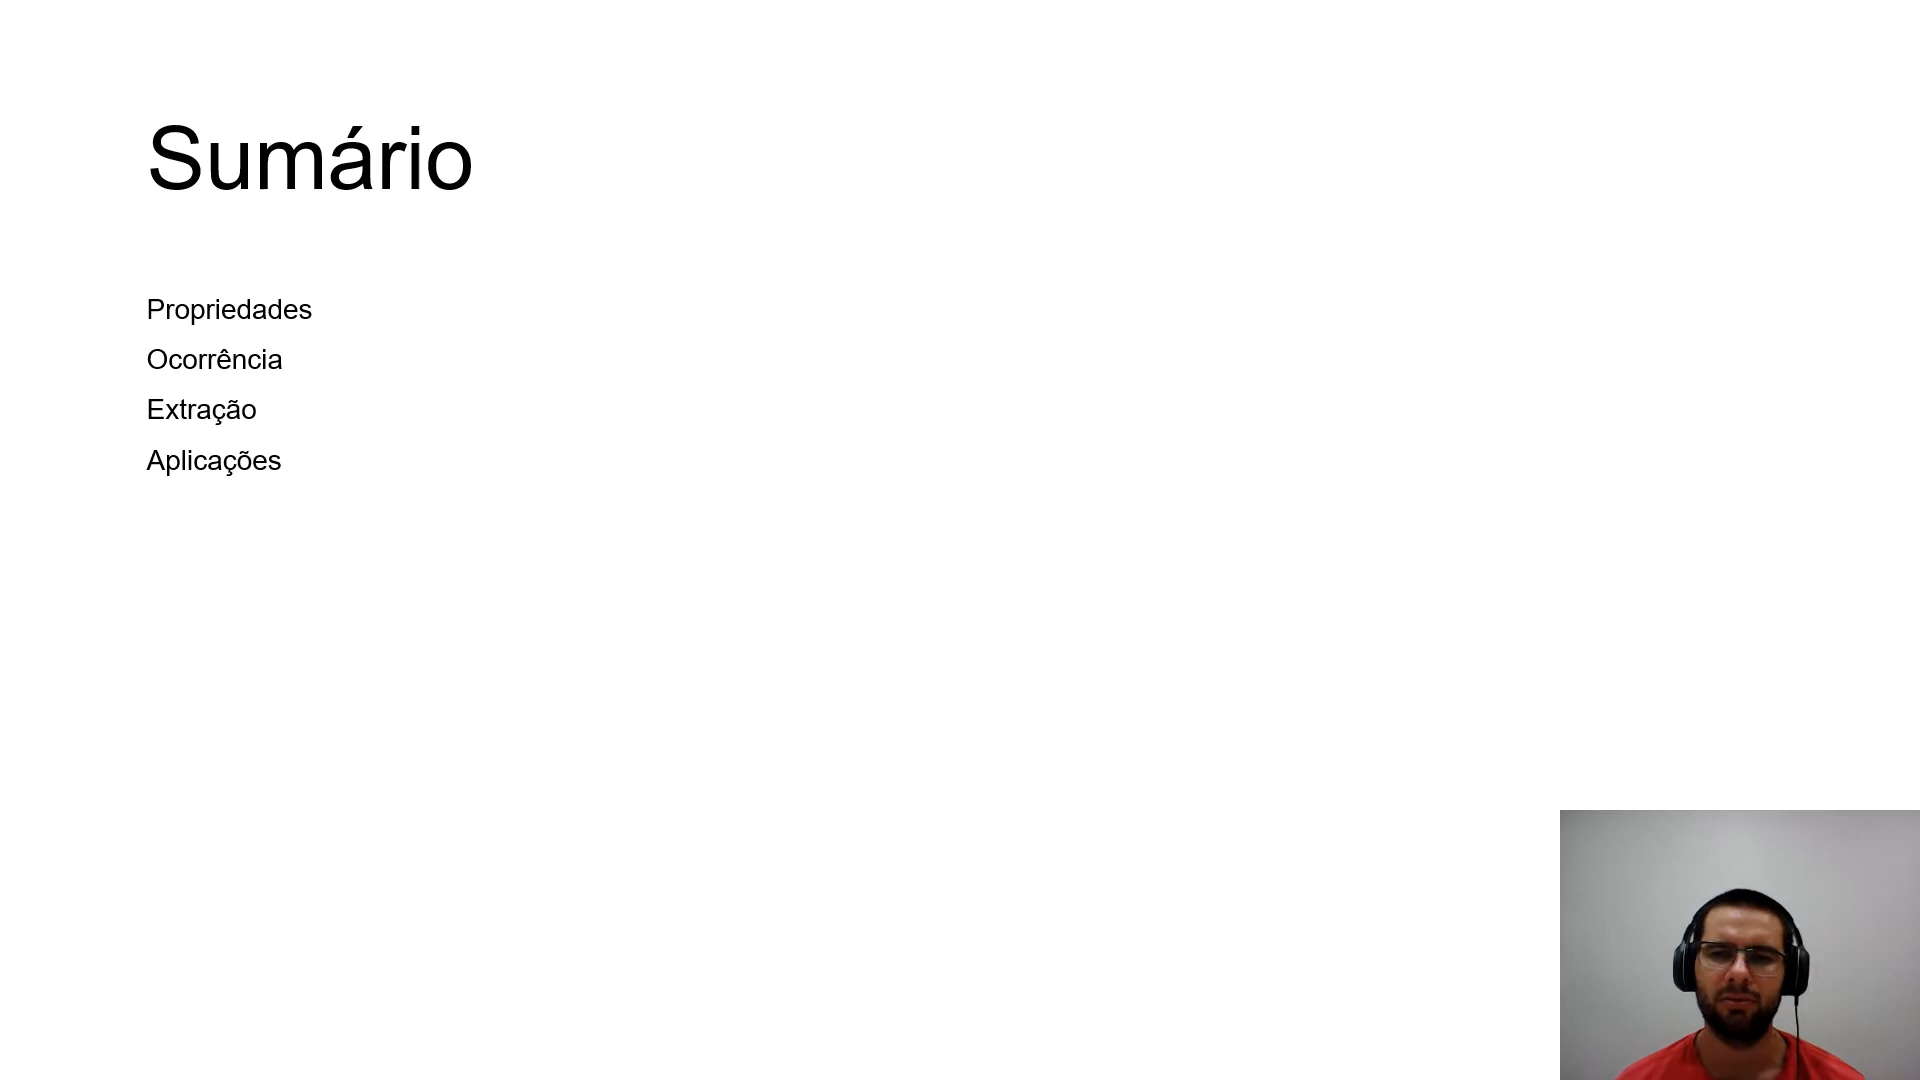 Sumário
Propriedades
Ocorrência
Extração
Aplicações